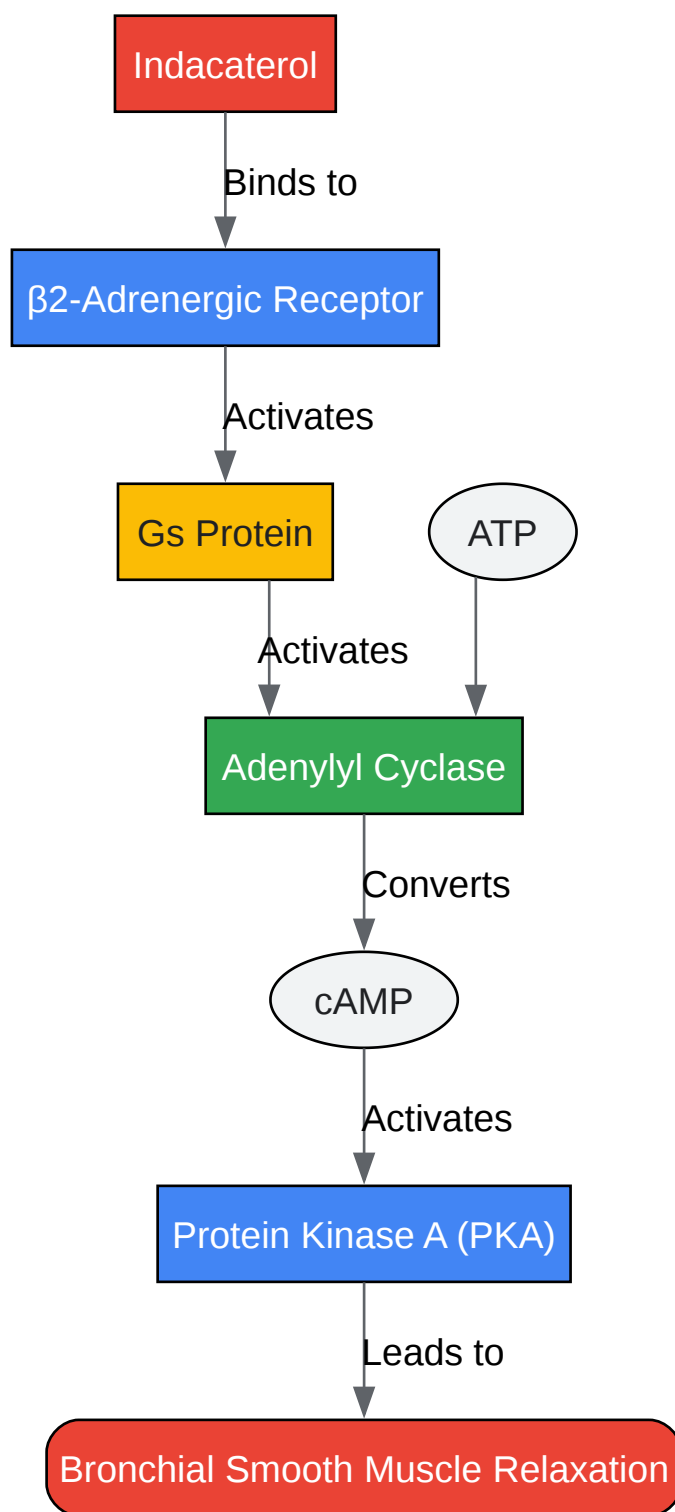 Indacaterol
Binds to
β2-Adrenergic Receptor
Activates
Gs Protein
ATP
Activates
Adenylyl Cyclase
Converts
cAMP
Activates
Protein Kinase A (PKA)
Leads to
Bronchial Smooth Muscle Relaxation